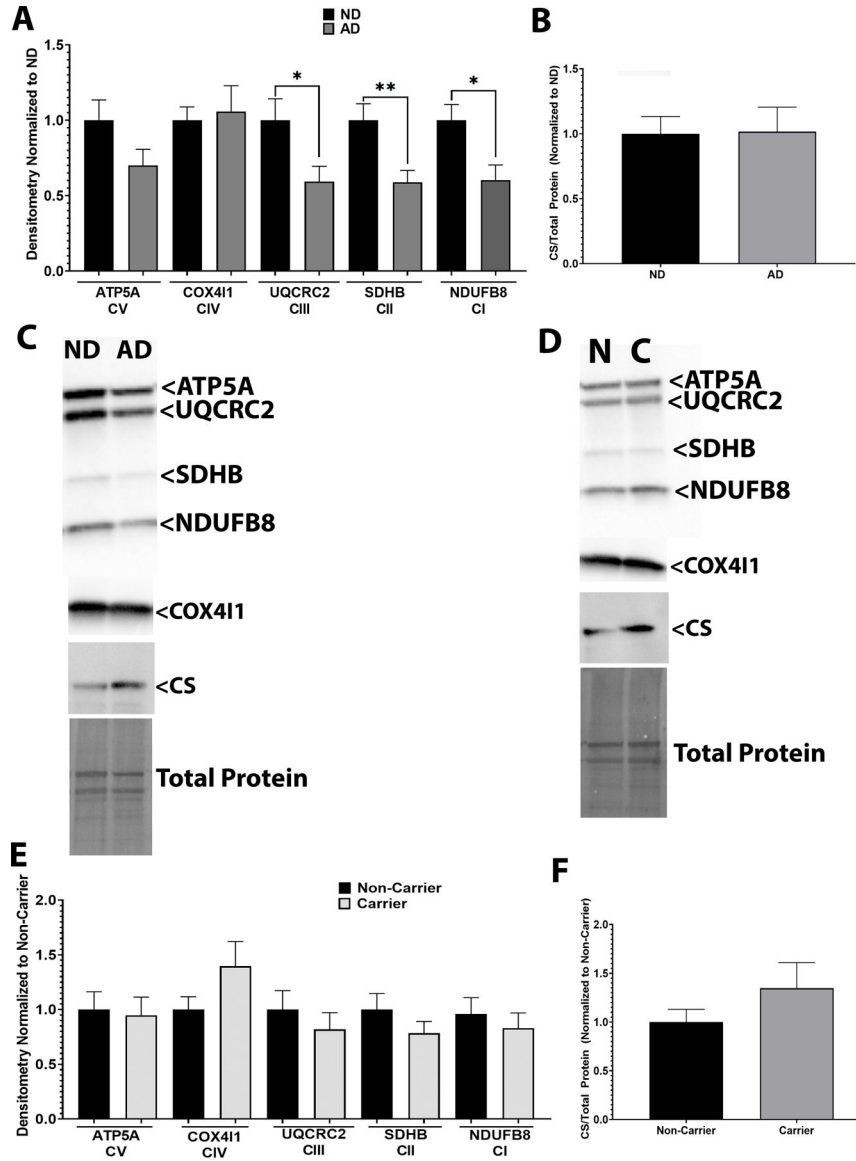 A
ND
AD
Densitometry Normalized to ND
1.5
1.0
0.5
0.0
*
**
*
ATP5A
CV
COX4I1
CIV
UQCRC2
CIII
SDHB
CII
NDUFB8
CI
B
CS/Total Protein (Normalized to ND)
1.5
1.0
0.5
0.0
ND
AD
C
ND AD
<ATP5A
<UQCRC2
<SDHB
<NDUFB8
<COX4I1
<CS
Total Protein
D
N C
<ATP5A
<UQCRC2
<SDHB
<NDUFB8
<COX4I1
<CS
Total Protein
E
Non-Carrier
Carrier
Densitometry Normalized to Non-Carrier
2.0
1.5
1.0
0.5
0.0
ATP5A
CV
COX4I1
CIV
UQCRC2
CIII
SDHB
CII
NDUFB8
CI
F
CS/Total Protein (Normalized to Non-Carrier)
2.0
1.5
1.0
0.5
0.0
Non-Carrier
Carrier